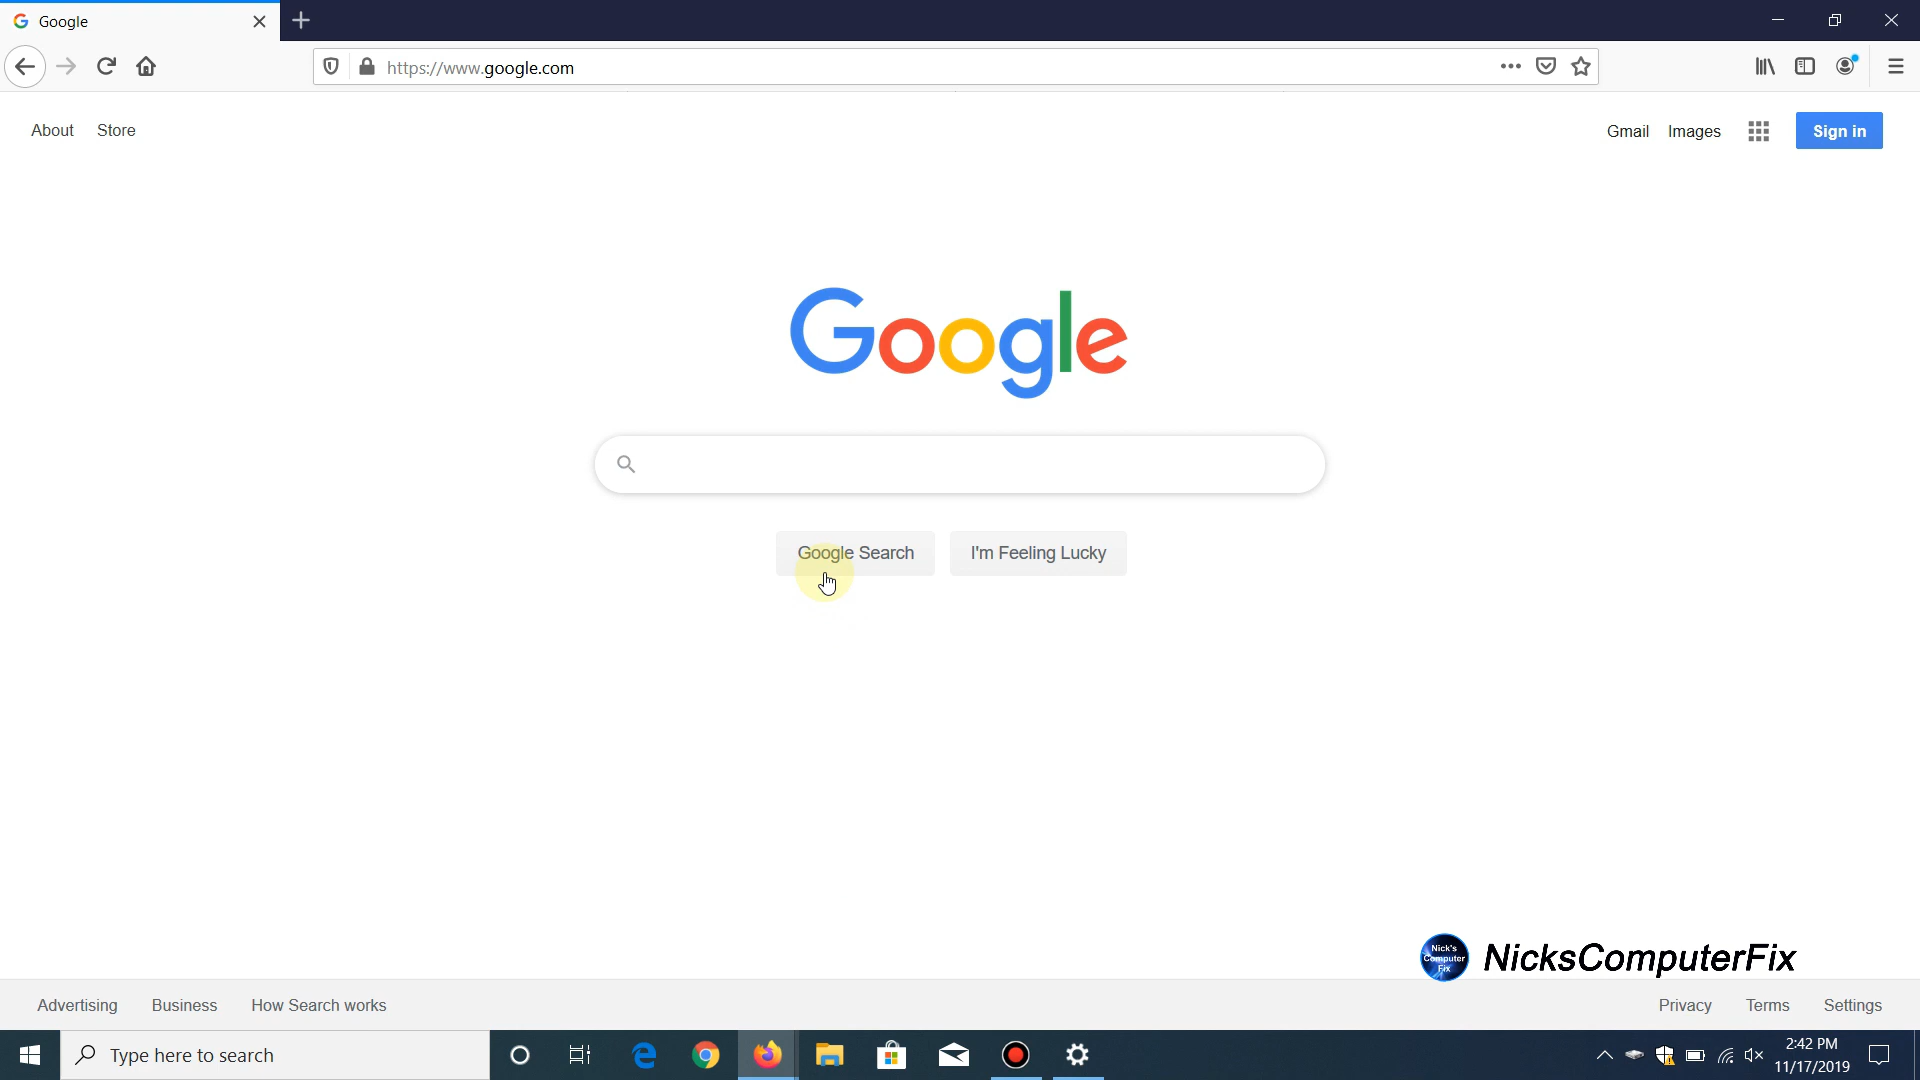 Google
https://www.google.com
About Store
Gmail Images Sign in
Google
Google Search I'm Feeling Lucky
Nick's
Computer
Fix
NicksComputerFix
Advertising Business How Search works
Privacy Terms Settings
Type here to search
2:42 PM
11/17/2019